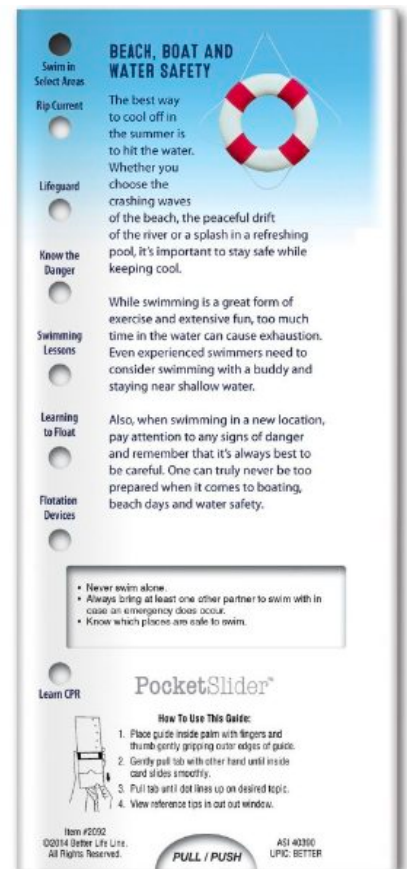 Swim in
Select Areas
Rip Current
Lifeguard
Know the
Danger
Swimming
Lessons
Learning
to Float
Flotation
Devices
BEACH, BOAT AND
WATER SAFETY
The best way
to cool off in
the summer is
to hit the water.
Whether you
choose the
crashing waves
of the beach, the peaceful drift
of the river or a splash in a refreshing
pool, it's important to stay safe while
keeping cool.
While swimming is a great form of
exercise and extensive fun, too much
time in the water can cause exhaustion.
Even experienced swimmers need to
consider swimming with a buddy and
staying near shallow water.
Also, when swimming in a new location,
pay attention to any signs of danger
and remember that it's always best to
be careful. One can truly never be too
prepared when it comes to boating,
beach days and water safety.
• Never swim alone.
• Always bring at least one other partner to swim with in
case an emergency does occur.
• Know which places are safe to swim.
Learn CPR
PocketSlider™
How To Use This Guide:
1. Place guide inside palm with fingers and
thumb gently gripping outer edges of guide.
2. Gently pull tab with other hand until inside
card slides smoothly.
3. Pull tab until dot lines up on desired topic.
4. View reference tips in cut out window.
Item #2092
©2014 Better Life Line.
All Rights Reserved.
PULL / PUSH
ASI 40390
UPIC: BETTER